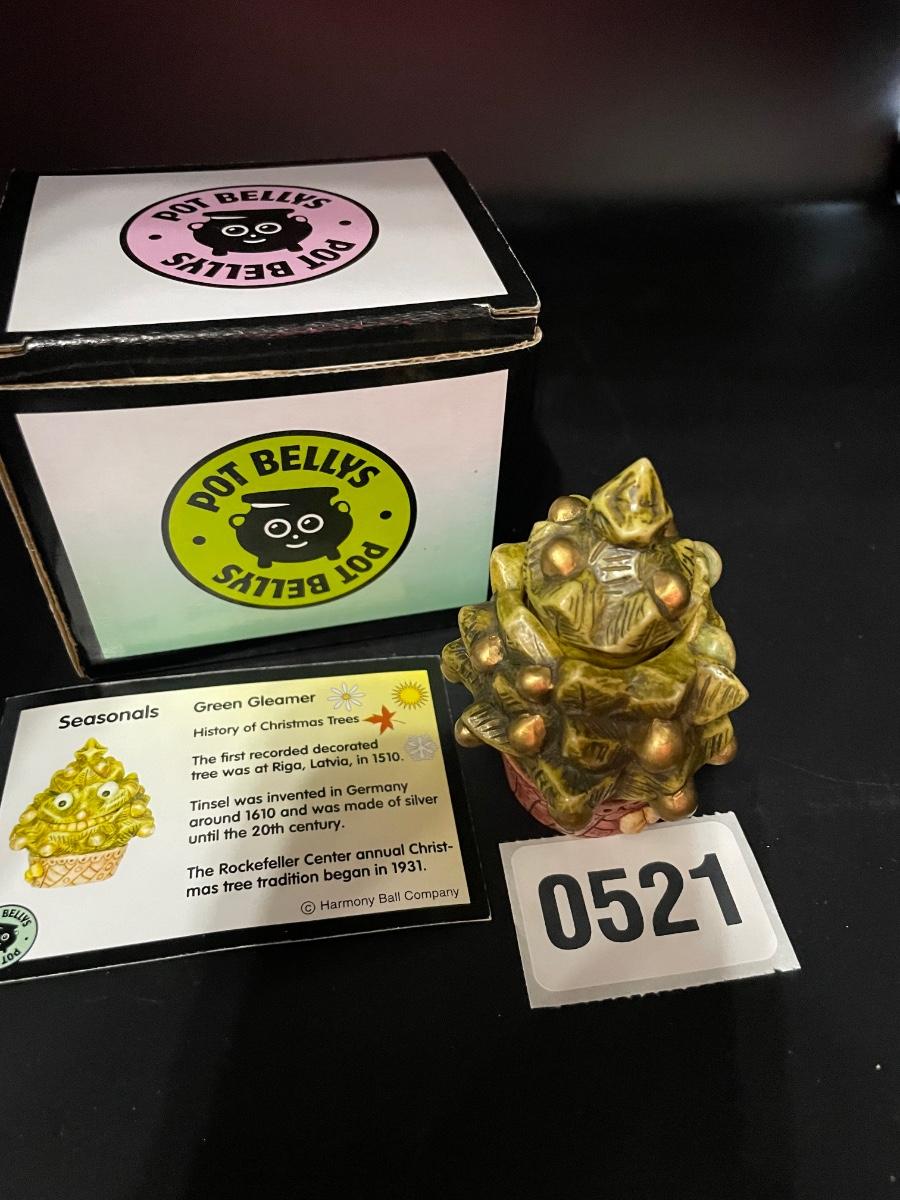 POT BELLYS
POT BELLYS
POT BELLYS
POT BELLYS
Seasonals
Green Gleamer
History of Christmas Trees
The first recorded decorated
tree was at Riga, Latvia, in 1510.
Tinsel was invented in Germany
around 1610 and was made of silver
until the 20th century.
The Rockefeller Center annual Christ-
mas tree tradition began in 1931.
© Harmony Ball Company
BELLYS
POT
0521